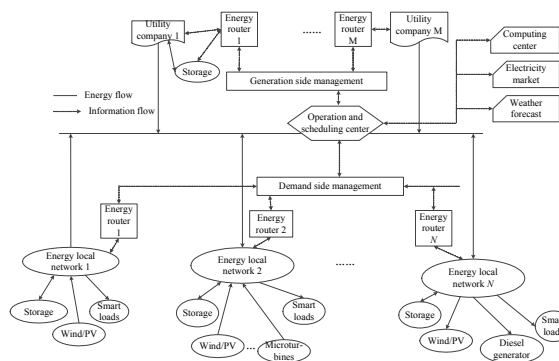 Utility
company 1
Energy
router
1
......
Energy
router
M
Utility
company M
Computing
center
Storage
Electricity
market
Generation side management
Weather
forecast
Energy flow
Information flow
Operation and
scheduling center
Demand side management
Energy
router
1
Energy
router 2
Energy
router
N
Energy local
network 1
Energy local
network 2
......
Energy local
network N
Storage
Wind/PV
Smart
loads
Storage
Wind/PV
...
Microtur-
bines
Smart
loads
Storage
Wind/PV
Diesel
generator
Smart
loads